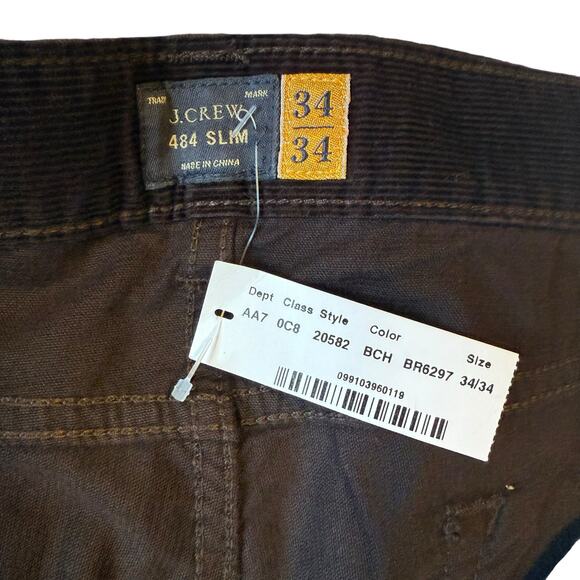 TRADE MARK
J.CREW
484 SLIM
MADE IN CHINA
34
34
Dept Class Style Color Size
AA7 0C8 20582 BCH BR6297 34/34
099103960119